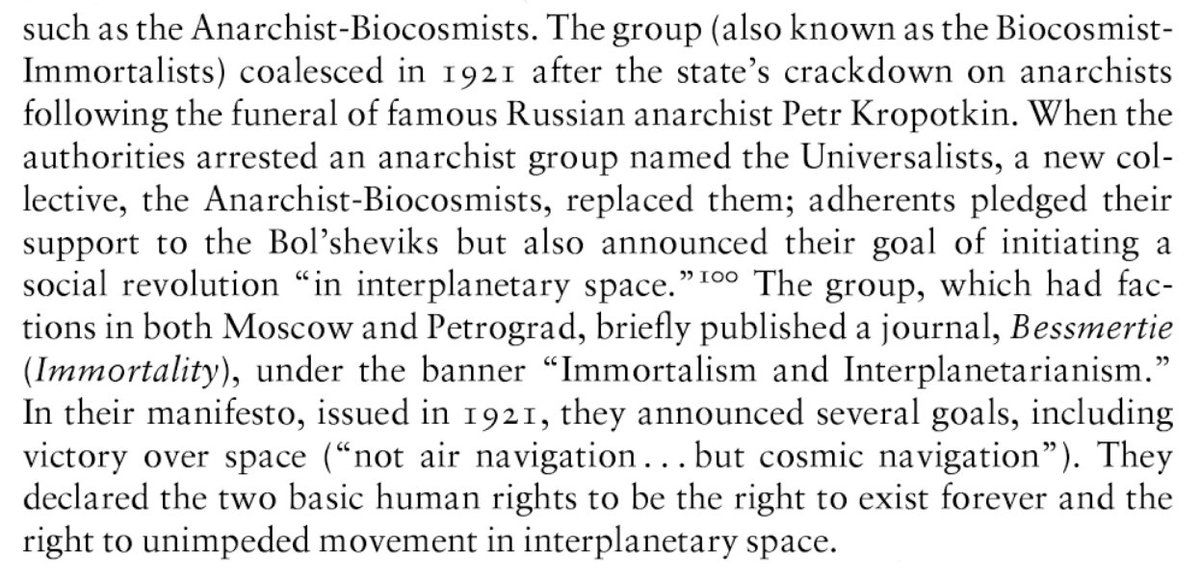 such as the Anarchist-Biocosmists. The group (also known as the Biocosmist-
Immortalists) coalesced in 1921 after the state's crackdown on anarchists
following the funeral of famous Russian anarchist Petr Kropotkin. When the
authorities arrested an anarchist group named the Universalists, a new col-
lective, the Anarchist-Biocosmists, replaced them; adherents pledged their
support to the Bol'sheviks but also announced their goal of initiating a
social revolution “in interplanetary space.”100 The group, which had fac-
tions in both Moscow and Petrograd, briefly published a journal, Bessmertie
(Immortality), under the banner “Immortalism and Interplanetarianism.”
In their manifesto, issued in 1921, they announced several goals, including
victory over space (“not air navigation... but cosmic navigation”). They
declared the two basic human rights to be the right to exist forever and the
right to unimpeded movement in interplanetary space.